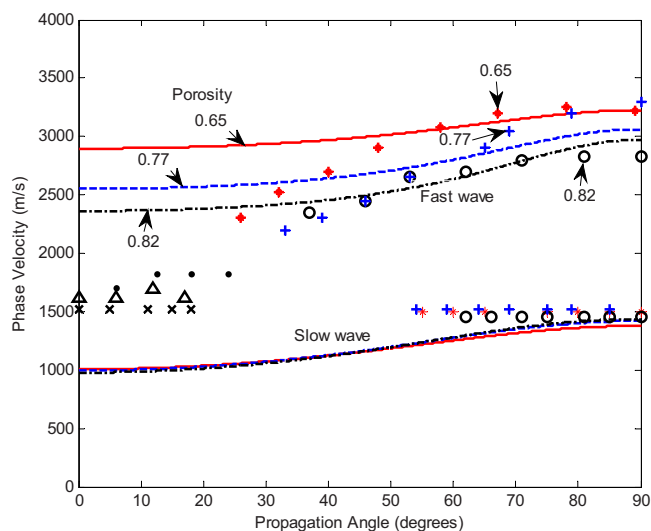 4000
3500
3000
2500
2000
1500
1000
500
0
Phase Velocity (m/s)
Porosity
0.65
0.65
0.77
0.77
0.82
0.82
Fast wave
Slow wave
0 10 20 30 40 50 60 70 80 90
Propagation Angle (degrees)